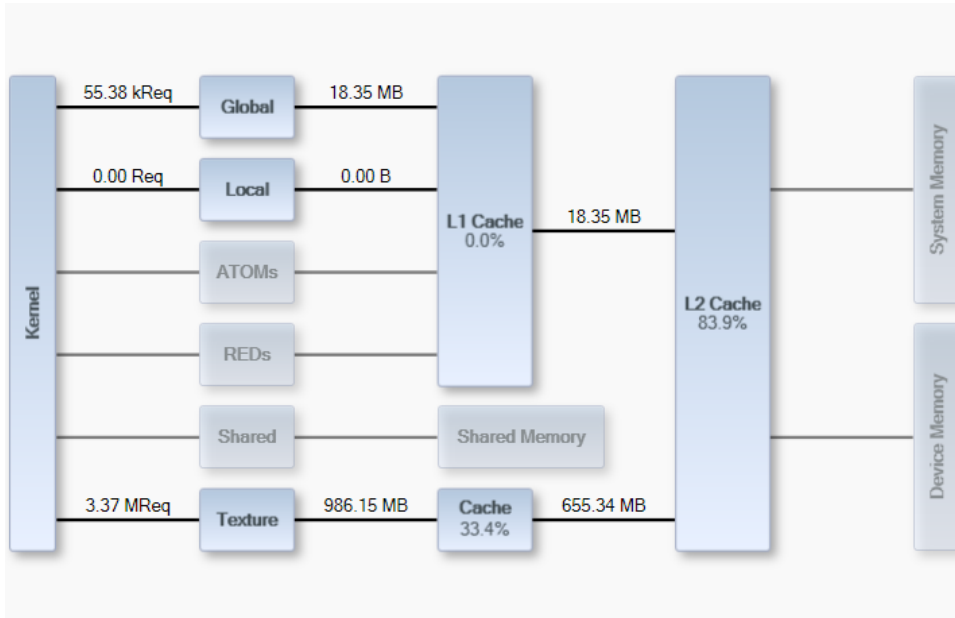 Kernel
55.38 kReq
Global
18.35 MB
0.00 Req
Local
0.00 B
ATOMs
REDs
L1 Cache
0.0%
18.35 MB
Shared
Shared Memory
3.37 MReq
Texture
986.15 MB
Cache
33.4%
655.34 MB
L2 Cache
83.9%
System Memory
Device Memory